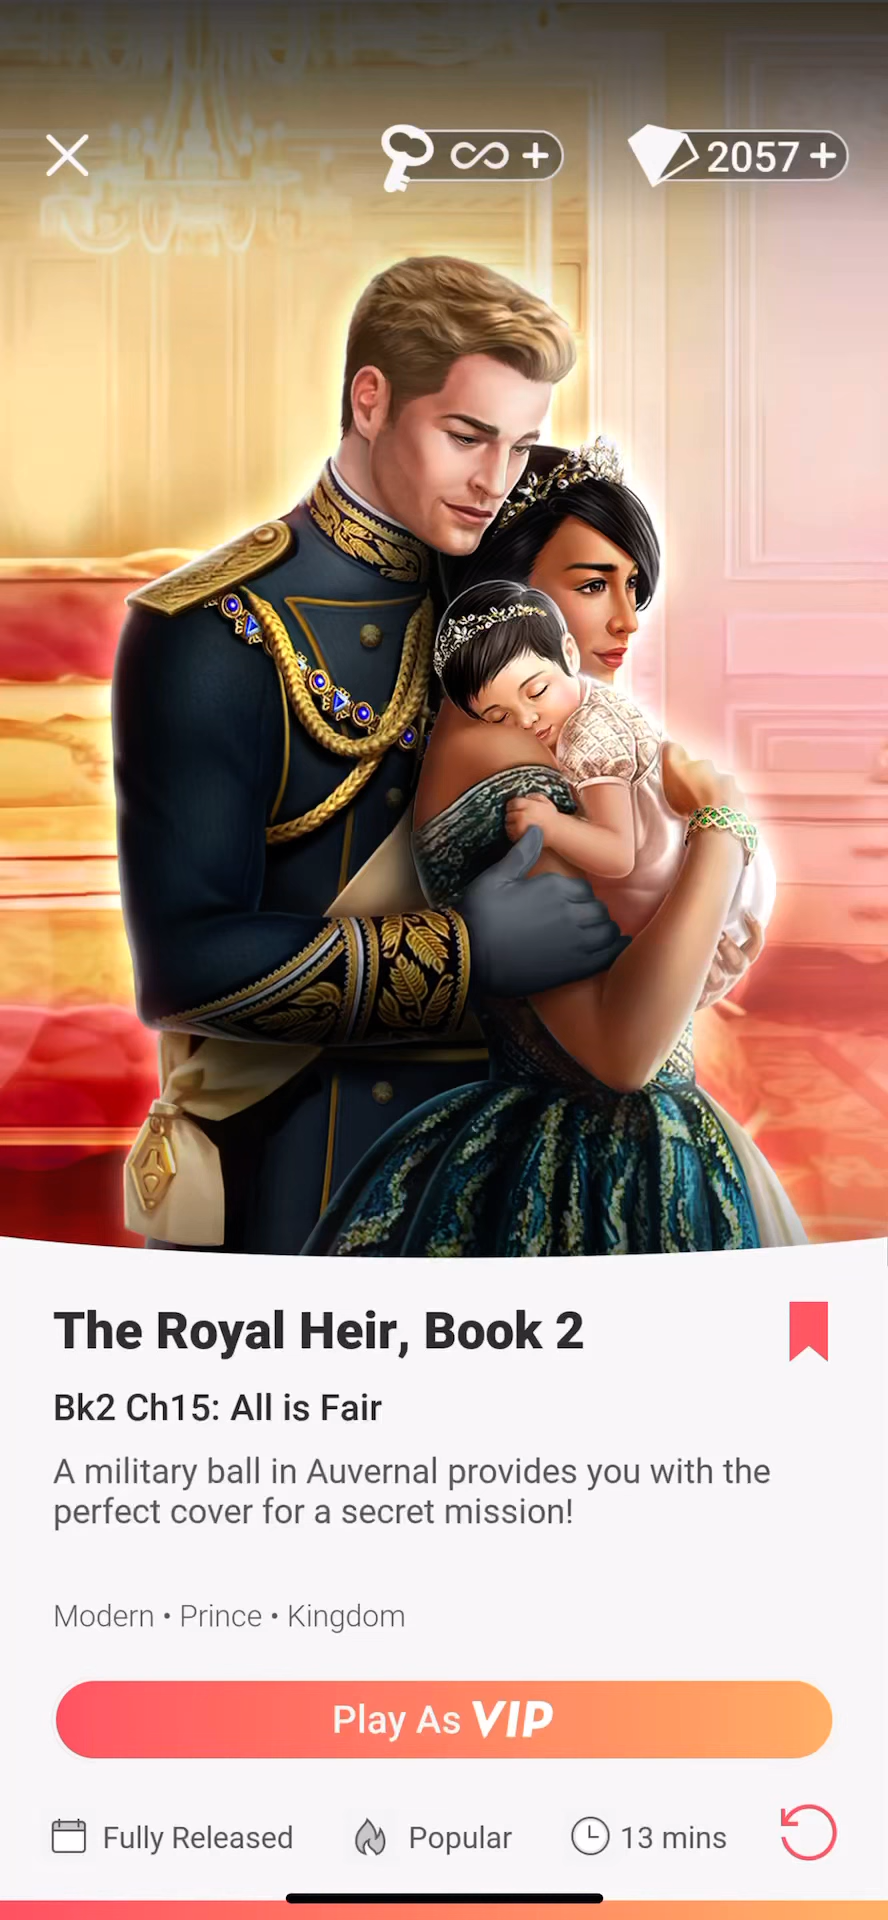 ∞ +
2057 +
The Royal Heir, Book 2
Bk2 Ch15: All is Fair
A military ball in Auvernal provides you with the
perfect cover for a secret mission!
Modern • Prince • Kingdom
Play As VIP
Fully Released
Popular
13 mins